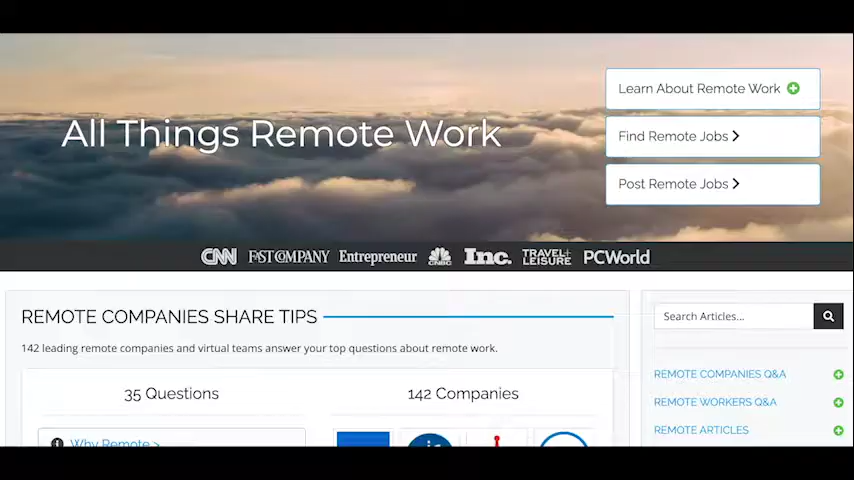 All Things Remote Work
Learn About Remote Work
Find Remote Jobs
Post Remote Jobs
CNN FAST COMPANY Entrepreneur CNBC Inc. TRAVEL+ LEISURE PCWorld
REMOTE COMPANIES SHARE TIPS
142 leading remote companies and virtual teams answer your top questions about remote work.
35 Questions
142 Companies
Why Remote >
Search Articles...
REMOTE COMPANIES Q&A
REMOTE WORKERS Q&A
REMOTE ARTICLES